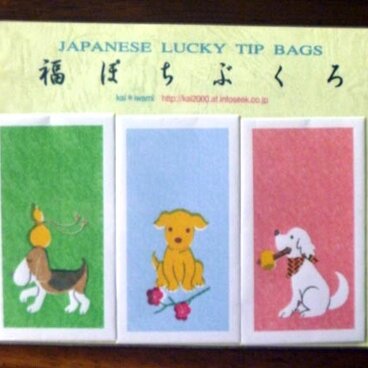 JAPANESE LUCKY TIP BAGS
福ぽちぶくろ
kai＊iwami http://kai2000.at.infoseek.co.jp